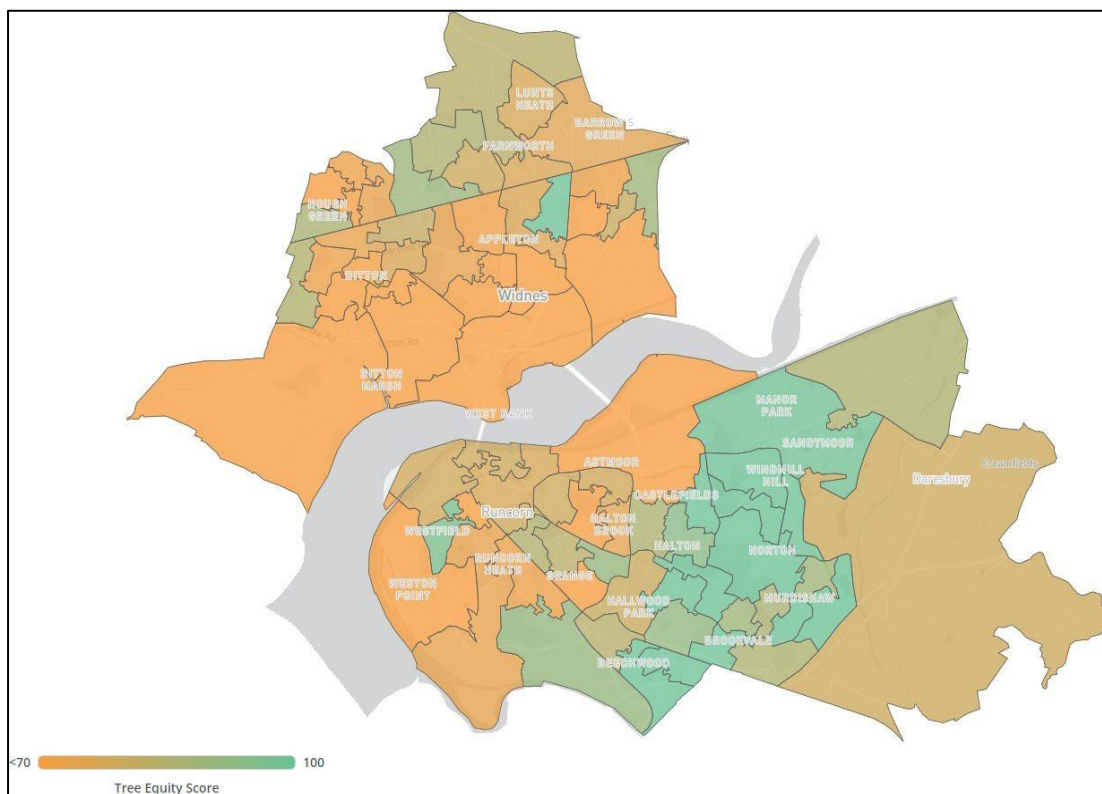 LUNTS
HEATH
BARROW'S
GREEN
FARNWORTH
HOUGH
GREEN
APPLETON
DITTON
Widnes
DITTON
MARSH
WEST BANK
MANOR
PARK
SANDYMOOR
ASTMOOR
WINDMILL
HILL
Creamfields
Daresbury
CASTLEFIELDS
Runcorn
WESTFIELD
HALTON
BROOK
HALTON
NORTON
RUNCORN
HEATH
GRANGE
WESTON
POINT
HALLWOOD
PARK
MURDISHAW
BROOKVALE
BEECHWOOD
<70
100
Tree Equity Score